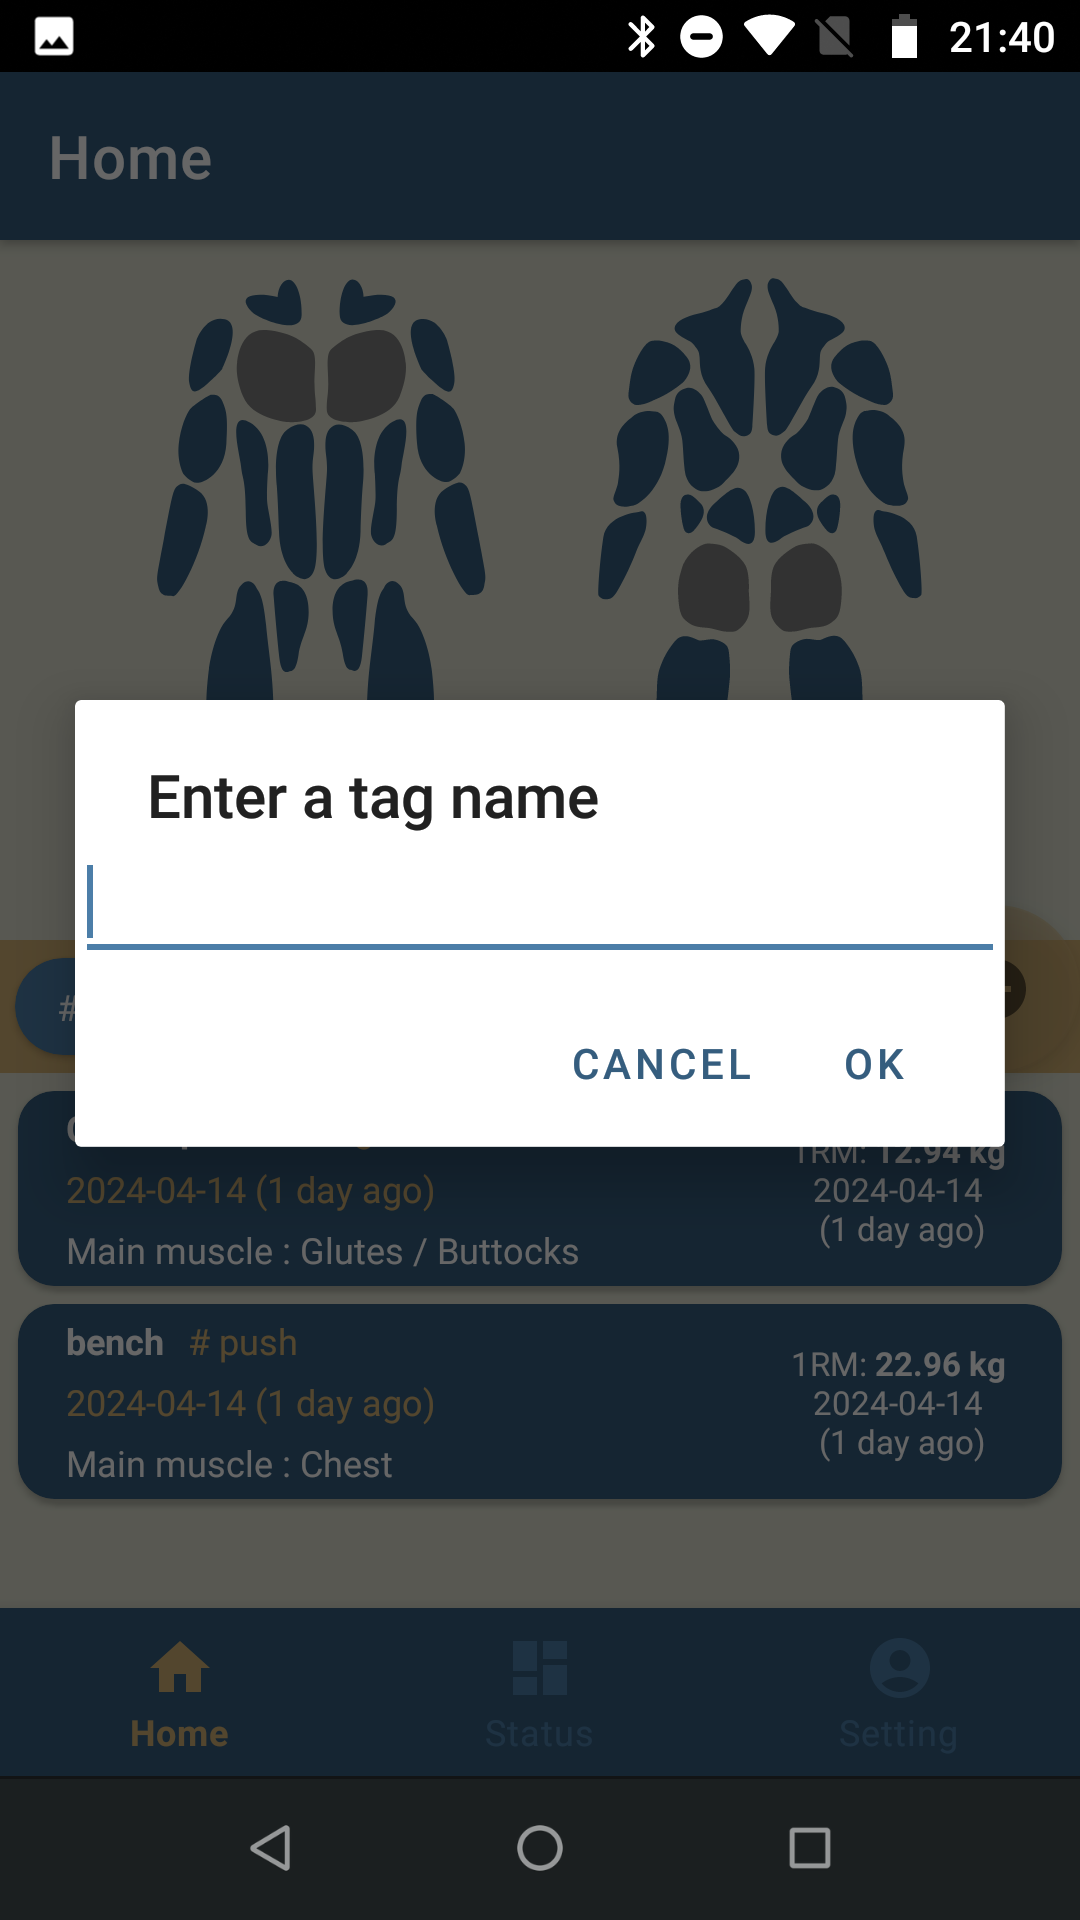 21:40
Home
Enter a tag name
#
CANCEL OK
1RM: 12.94 kg
2024-04-14 (1 day ago)
2024-04-14
(1 day ago)
Main muscle : Glutes / Buttocks
bench # push
1RM: 22.96 kg
2024-04-14 (1 day ago)
2024-04-14
(1 day ago)
Main muscle : Chest
Home Status Setting